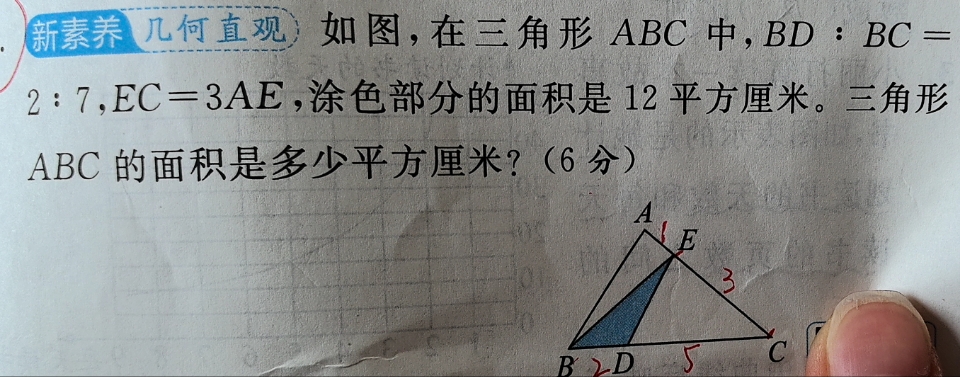 新素养 几何直观 如图,在三角形 ABC 中,BD∶BC=
2∶7,EC=3AE,涂色部分的面积是 12 平方厘米。三角形
ABC 的面积是多少平方厘米?(6 分)
A
1
E
3
B 2 D 5 C